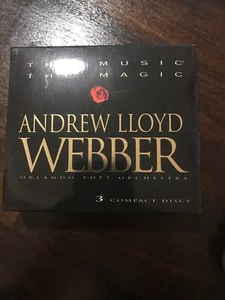 THE MUSIC
THE MAGIC
ANDREW LLOYD
WEBBER
ORLANDO POPS ORCHESTRA
3 COMPACT DISCS